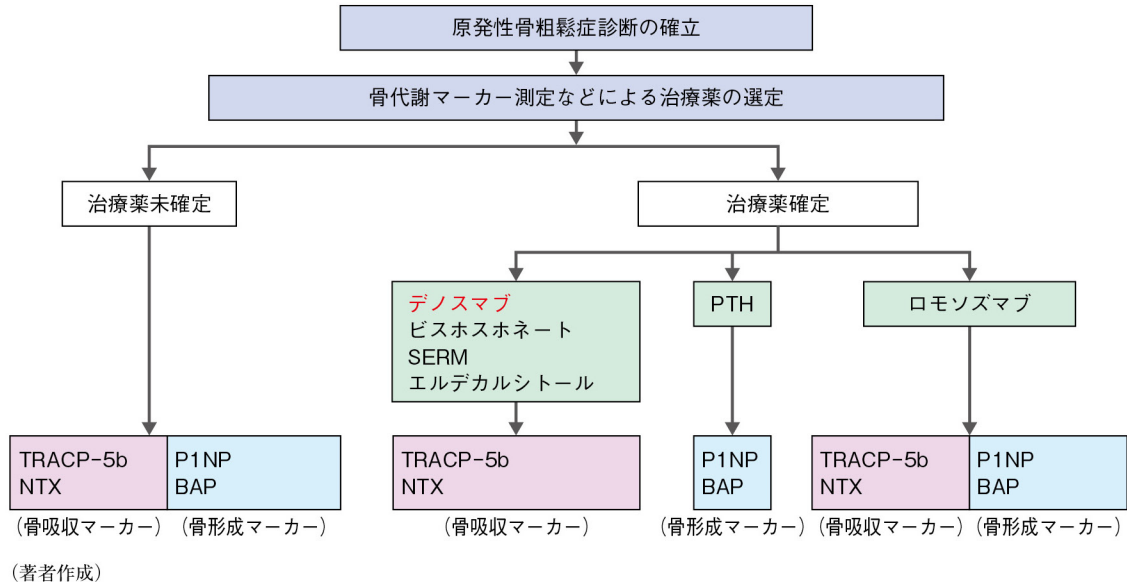 原発性骨粗鬆症診断の確立
骨代謝マーカー測定などによる治療薬の選定
治療薬未確定
治療薬確定
デノスマブ
ビスホスホネート
SERM
エルデカルシトール
PTH
ロモソズマブ
TRACP-5b
NTX
P1NP
BAP
(骨吸収マーカー)
(骨形成マーカー)
TRACP-5b
NTX
(骨吸収マーカー)
P1NP
BAP
(骨形成マーカー)
TRACP-5b
NTX
P1NP
BAP
(骨吸収マーカー)
(骨形成マーカー)
(著者作成)